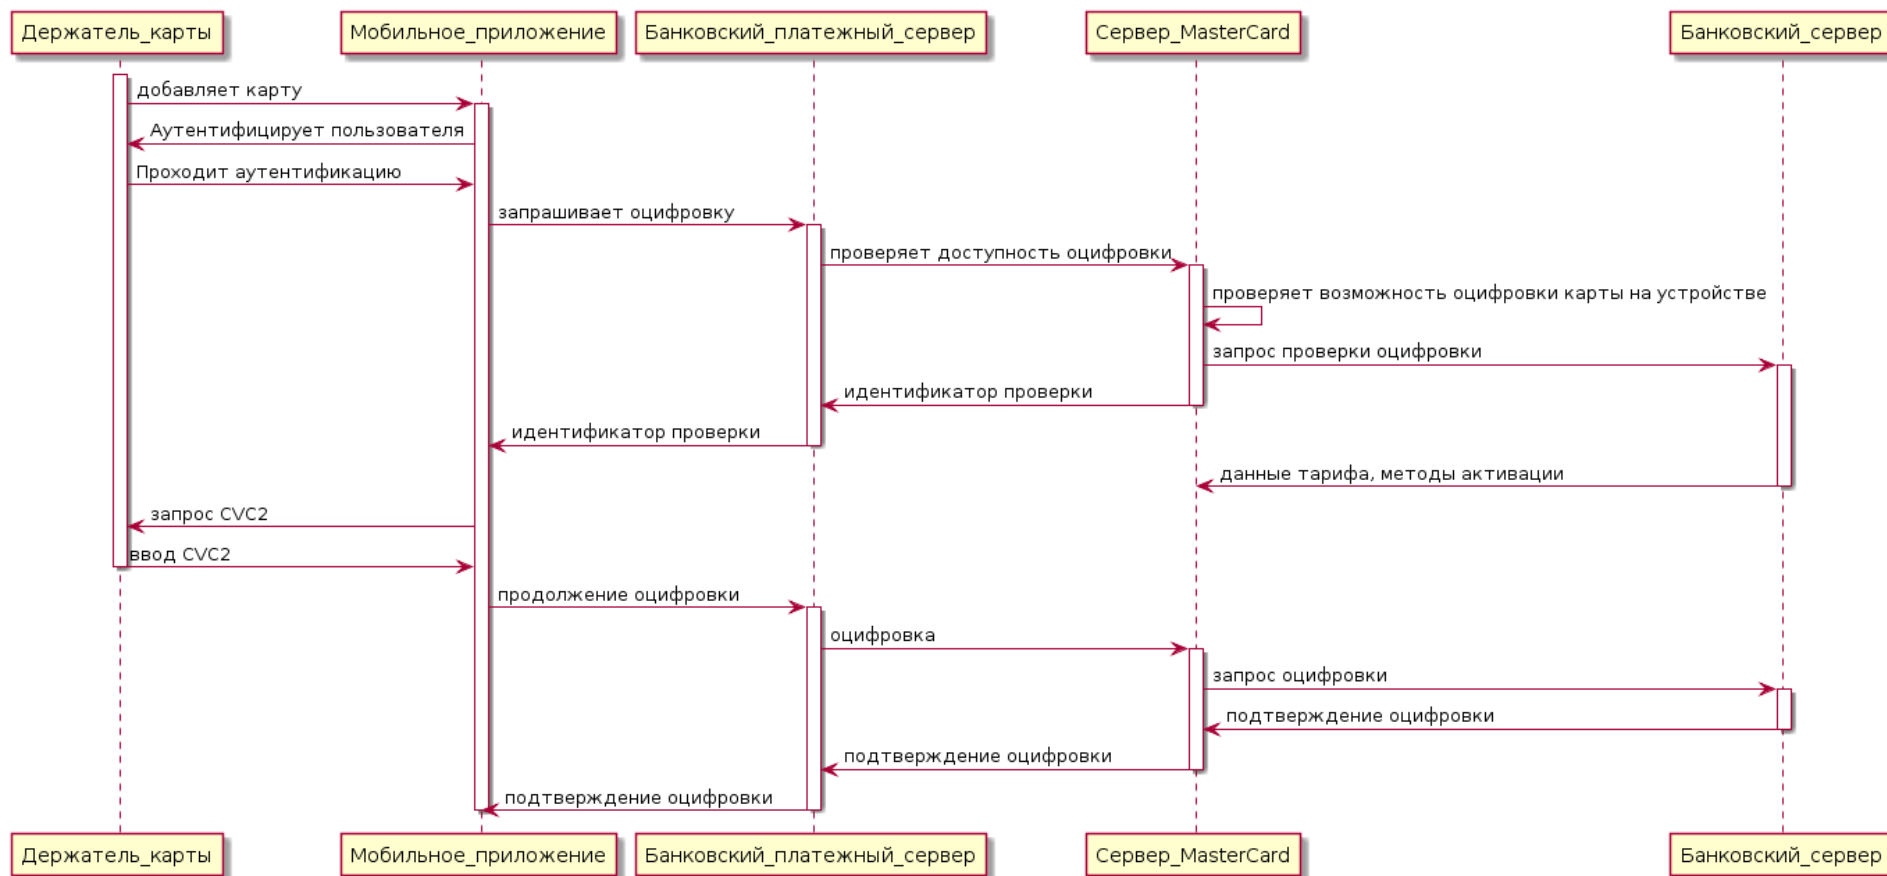 Держатель_карты
Мобильное_приложение
Банковский_платежный_сервер
Сервер_MasterCard
Банковский_сервер
добавляет карту
Аутентифицирует пользователя
Проходит аутентификацию
запрашивает оцифровку
проверяет доступность оцифровки
проверяет возможность оцифровки карты на устройстве
запрос проверки оцифровки
идентификатор проверки
идентификатор проверки
данные тарифа, методы активации
запрос CVC2
ввод CVC2
продолжение оцифровки
оцифровка
запрос оцифровки
подтверждение оцифровки
подтверждение оцифровки
подтверждение оцифровки
Держатель_карты
Мобильное_приложение
Банковский_платежный_сервер
Сервер_MasterCard
Банковский_сервер